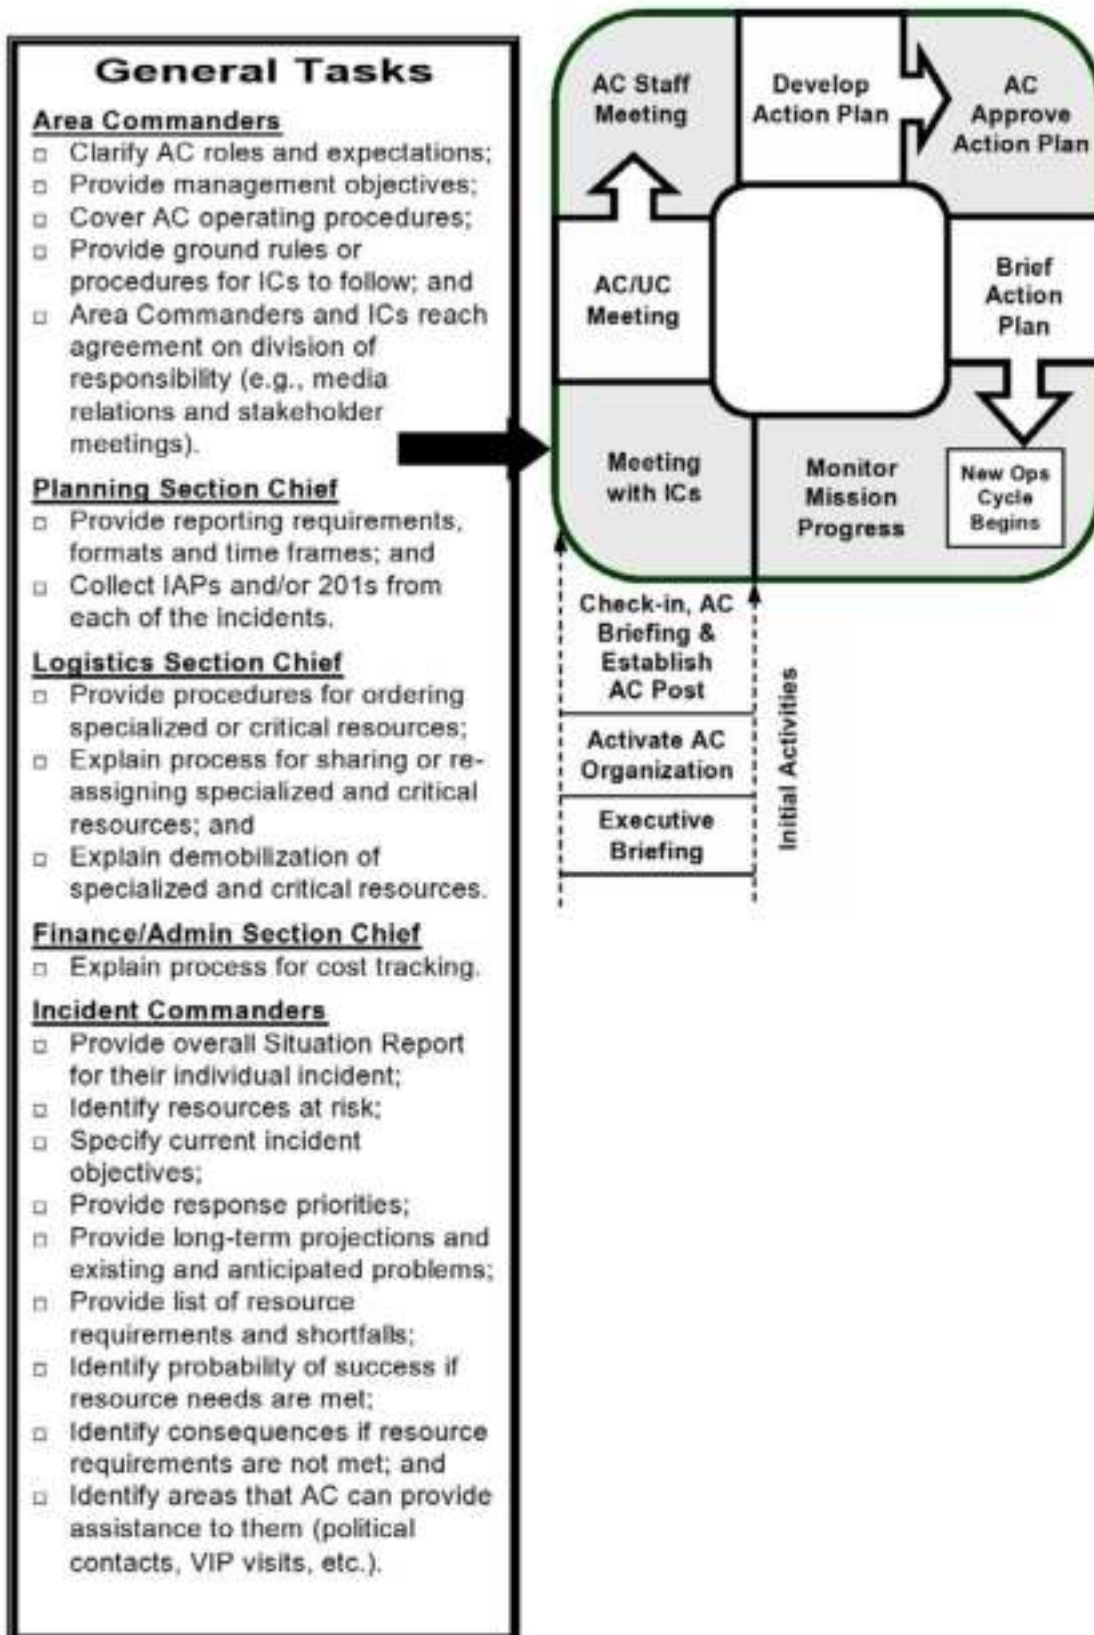 General Tasks
Area Commanders
□ Clarify AC roles and expectations;
□ Provide management objectives;
□ Cover AC operating procedures;
□ Provide ground rules or
procedures for ICs to follow; and
□ Area Commanders and ICs reach
agreement on division of
responsibility (e.g., media
relations and stakeholder
meetings).
Planning Section Chief
□ Provide reporting requirements,
formats and time frames; and
□ Collect IAPs and/or 201s from
each of the incidents.
Logistics Section Chief
□ Provide procedures for ordering
specialized or critical resources;
□ Explain process for sharing or re-
assigning specialized and critical
resources; and
□ Explain demobilization of
specialized and critical resources.
Finance/Admin Section Chief
□ Explain process for cost tracking.
Incident Commanders
□ Provide overall Situation Report
for their individual incident;
□ Identify resources at risk;
□ Specify current incident
objectives;
□ Provide response priorities;
□ Provide long-term projections and
existing and anticipated problems;
□ Provide list of resource
requirements and shortfalls;
□ Identify probability of success if
resource needs are met;
□ Identify consequences if resource
requirements are not met; and
□ Identify areas that AC can provide
assistance to them (political
contacts, VIP visits, etc.).
AC Staff
Meeting
Develop
Action Plan
AC
Approve
Action Plan
AC/UC
Meeting
Brief
Action
Plan
Meeting
with ICs
Monitor
Mission
Progress
New Ops
Cycle
Begins
Check-in, AC
Briefing &
Establish
AC Post
Activate AC
Organization
Executive
Briefing
Initial Activities